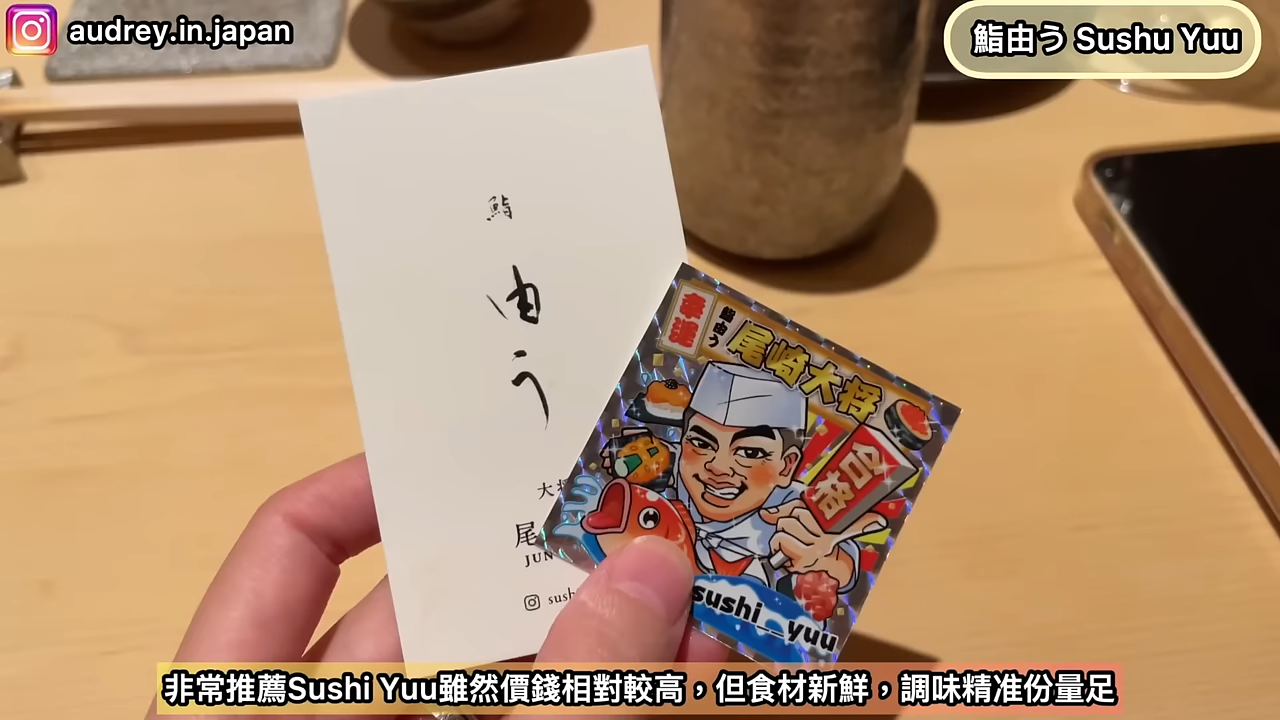 audrey.in.japan
鮨由う Sushu Yuu
鮨
由
う
大将
尾
JUN
sush
幸運
鮨由う
尾崎大将
合格
sushi__yuu
非常推薦Sushi Yuu雖然價錢相對較高，但食材新鮮，調味精准份量足